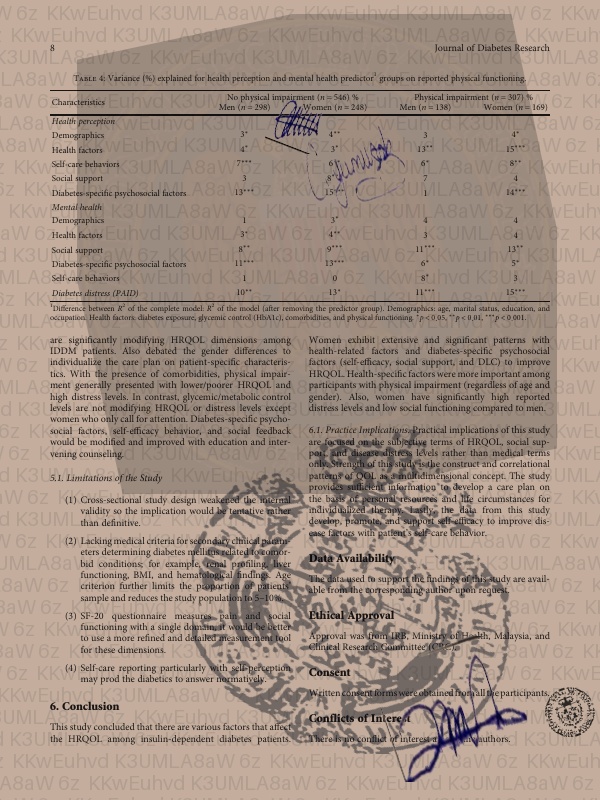 8
Journal of Diabetes Research
Table 4: Variance (%) explained for health perception and mental health predictor¹ groups on reported physical functioning.
Characteristics
No physical impairment (n = 546) %
Physical impairment (n = 307) %
Men (n = 298)
Women (n = 248)
Men (n = 138)
Women (n = 169)
Health perception
Demographics 3* 4** 3 4*
Health factors 4* 3* 13** 15***
Self-care behaviors 7*** 6 6* 8**
Social support 3 8 7 4
Diabetes-specific psychosocial factors 13*** 15 1 14***
Mental health
Demographics 1 3* 4 4
Health factors 3* 4** 3 4
Social support 8** 9*** 11*** 13**
Diabetes-specific psychosocial factors 11*** 13*** 6* 5*
Self-care behaviors 1 0 8* 3
Diabetes distress (PAID) 10** 13* 11*** 15***
¹Difference between R² of the complete model: R² of the model (after removing the predictor group). Demographics: age, marital status, education, and
occupation. Health factors: diabetes exposure, glycemic control (HbA1c), comorbidities, and physical functioning. *p < 0.05, **p < 0.01, ***p < 0.001.
are significantly modifying HRQOL dimensions among
IDDM patients. Also debated the gender differences to
individualize the care plan on patient-specific characteris-
tics. With the presence of comorbidities, physical impair-
ment generally presented with lower/poorer HRQOL and
high distress levels. In contrast, glycemic/metabolic control
levels are not modifying HRQOL or distress levels except
women who only call for attention. Diabetes-specific psycho-
social factors, self-efficacy behavior, and social feedback
would be modified and improved with education and inter-
vening counseling.
5.1. Limitations of the Study
(1) Cross-sectional study design weakened the internal
validity so the implication would be tentative rather
than definitive.
(2) Lacking medical criteria for secondary clinical param-
eters determining diabetes mellitus related to comor-
bid conditions; for example, renal profiling, liver
functioning, BMI, and hematological findings. Age
criterion further limits the proportion of patients'
sample and reduces the study population to 5–10%.
(3) SF-20 questionnaire measures pain and social
functioning with a single domain, it would be better
to use a more refined and detailed measurement tool
for these dimensions.
(4) Self-care reporting particularly with self-perception
may prod the diabetics to answer normatively.
6. Conclusion
This study concluded that there are various factors that affect
the HRQOL among insulin-dependent diabetes patients.
Women exhibit extensive and significant patterns with
health-related factors and diabetes-specific psychosocial
factors (self-efficacy, social support, and DLC) to improve
HRQOL. Health-specific factors were more important among
participants with physical impairment (regardless of age and
gender). Also, women have significantly high reported
distress levels and low social functioning compared to men.
6.1. Practice Implications. Practical implications of this study
are focused on the subjective terms of HRQOL, social sup-
port, and disease distress levels rather than medical terms
only. Strength of this study is the construct and correlational
patterns of QOL as a multidimensional concept. The study
provides sufficient information to develop a care plan on
the basis of personal resources and life circumstances for
individualized therapy. Lastly, the data from this study
develop, promote, and support self-efficacy to improve dis-
ease factors with patient's self-care behavior.
Data Availability
The data used to support the findings of this study are avail-
able from the corresponding author upon request.
Ethical Approval
Approval was from IRB, Ministry of Health, Malaysia, and
Clinical Research Committee (CRC).
Consent
Written consent forms were obtained from all the participants.
Conflicts of Interest
There is no conflict of interest authors.